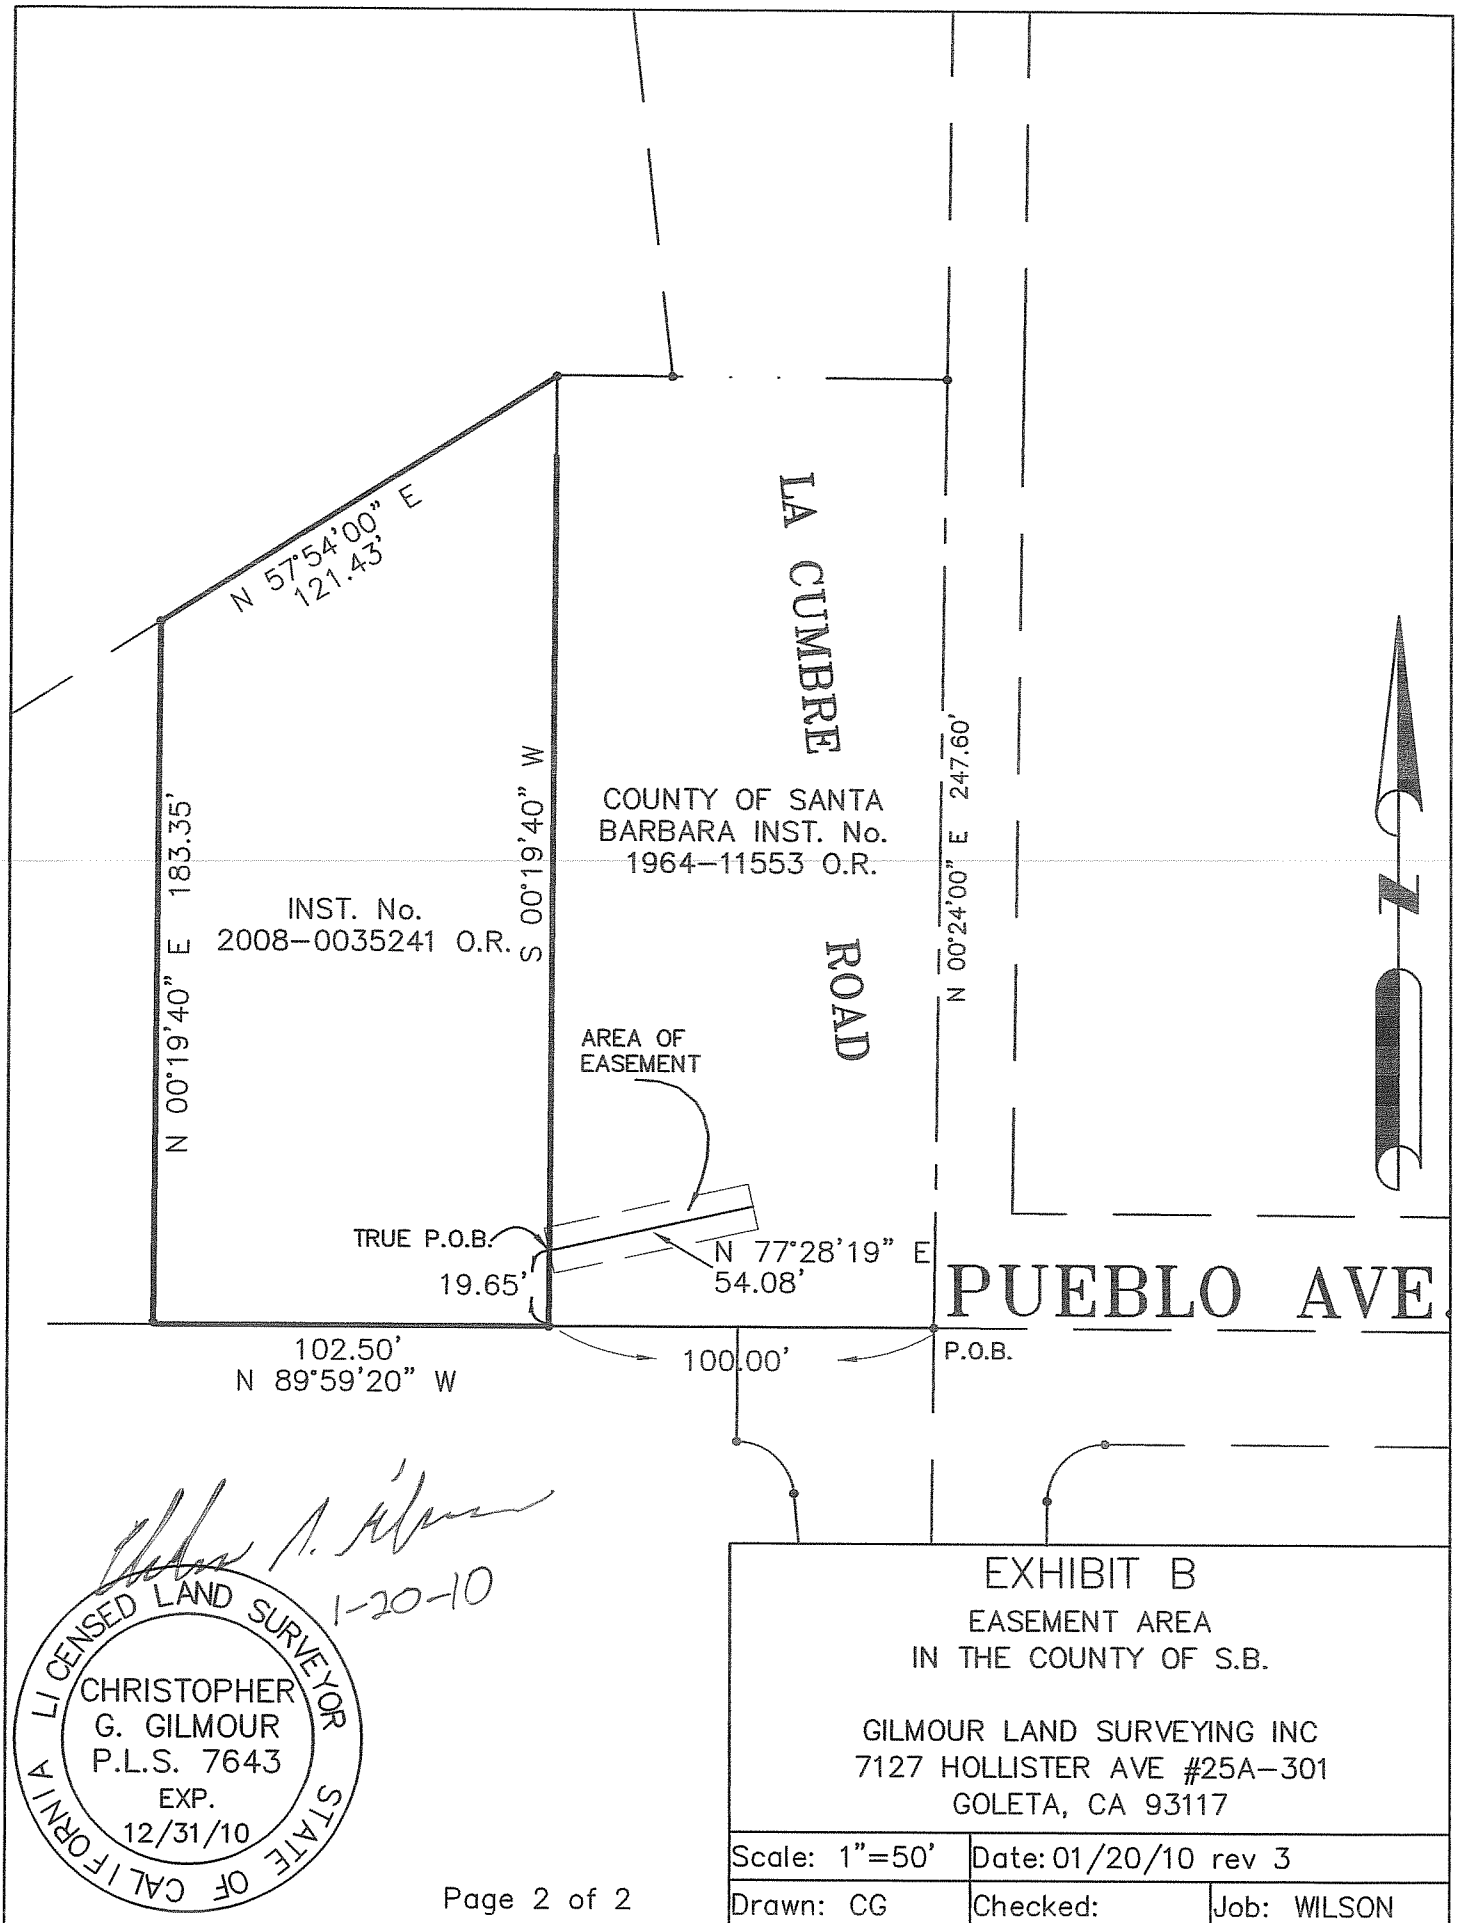 N 57°54'00" E
121.43'
LA CUMBRE ROAD
N 00°19'40" E 183.35'
S 00°19'40" W
N 00°24'00" E 247.60'
COUNTY OF SANTA
BARBARA INST. No.
1964-11553 O.R.
INST. No.
2008-0035241 O.R.
N
AREA OF
EASEMENT
TRUE P.O.B.
19.65'
N 77°28'19" E
54.08'
PUEBLO AVE.
102.50'
N 89°59'20" W
100.00'
P.O.B.
1-20-10
LICENSED LAND SURVEYOR
STATE OF CALIFORNIA
CHRISTOPHER
G. GILMOUR
P.L.S. 7643
EXP.
12/31/10
EXHIBIT B
EASEMENT AREA
IN THE COUNTY OF S.B.
GILMOUR LAND SURVEYING INC
7127 HOLLISTER AVE #25A-301
GOLETA, CA 93117
Scale: 1"=50' Date: 01/20/10 rev 3
Drawn: CG Checked: Job: WILSON
Page 2 of 2